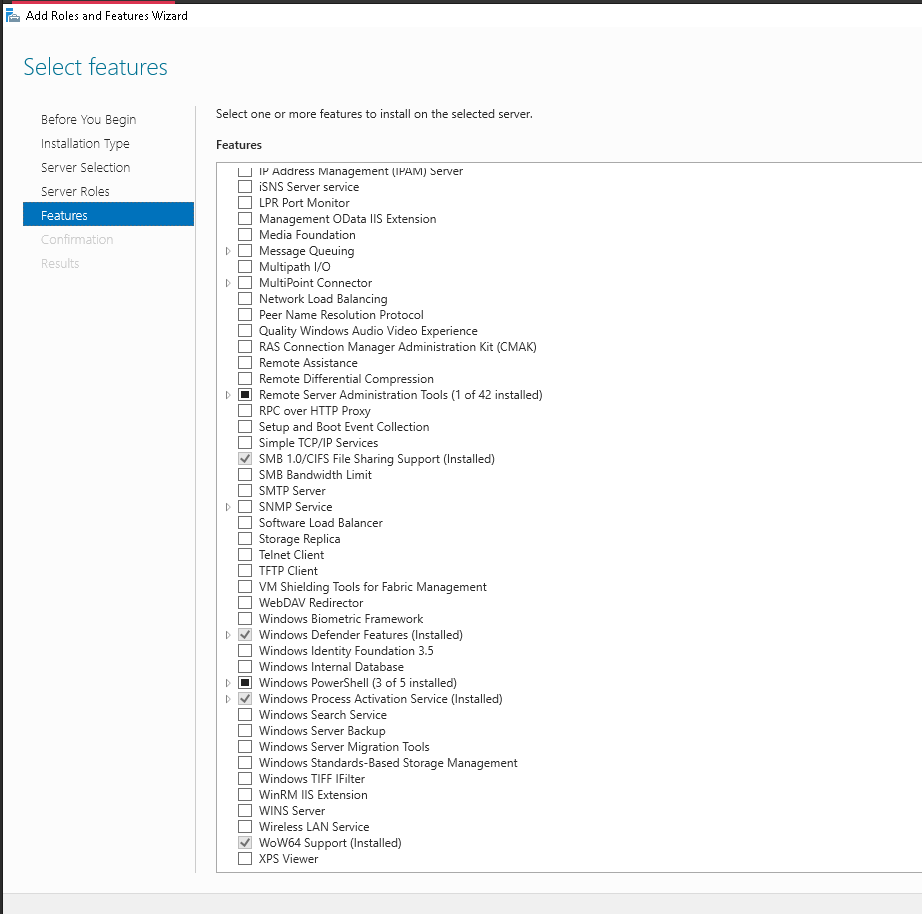 Add Roles and Features Wizard
Select features
Before You Begin
Installation Type
Server Selection
Server Roles
Features
Confirmation
Results
Select one or more features to install on the selected server.
Features
IP Address Management (IPAM) Server
iSNS Server service
LPR Port Monitor
Management OData IIS Extension
Media Foundation
Message Queuing
Multipath I/O
MultiPoint Connector
Network Load Balancing
Peer Name Resolution Protocol
Quality Windows Audio Video Experience
RAS Connection Manager Administration Kit (CMAK)
Remote Assistance
Remote Differential Compression
Remote Server Administration Tools (1 of 42 installed)
RPC over HTTP Proxy
Setup and Boot Event Collection
Simple TCP/IP Services
SMB 1.0/CIFS File Sharing Support (Installed)
SMB Bandwidth Limit
SMTP Server
SNMP Service
Software Load Balancer
Storage Replica
Telnet Client
TFTP Client
VM Shielding Tools for Fabric Management
WebDAV Redirector
Windows Biometric Framework
Windows Defender Features (Installed)
Windows Identity Foundation 3.5
Windows Internal Database
Windows PowerShell (3 of 5 installed)
Windows Process Activation Service (Installed)
Windows Search Service
Windows Server Backup
Windows Server Migration Tools
Windows Standards-Based Storage Management
Windows TIFF IFilter
WinRM IIS Extension
WINS Server
Wireless LAN Service
WoW64 Support (Installed)
XPS Viewer